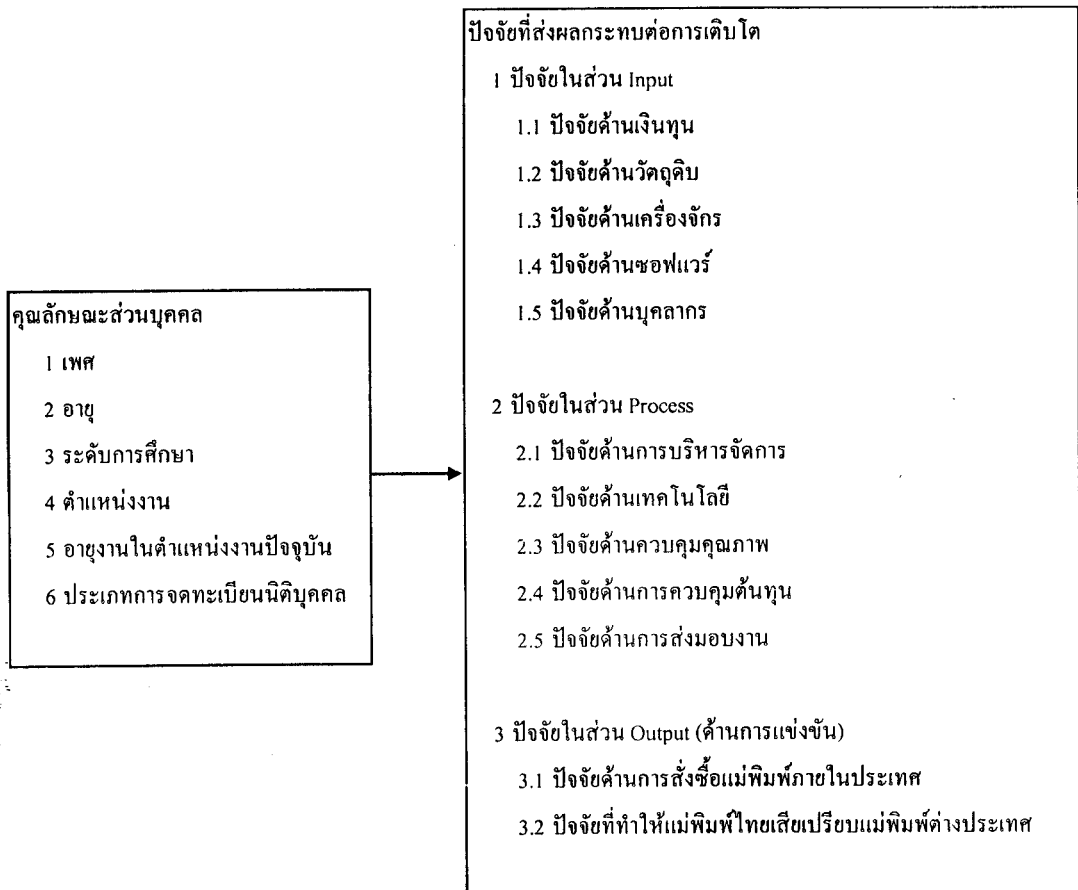 คุณลักษณะส่วนบุคคล
1 เพศ
2 อายุ
3 ระดับการศึกษา
4 ตำแหน่งงาน
5 อายุงานในตำแหน่งงานปัจจุบัน
6 ประเภทการจดทะเบียนนิติบุคคล
ปัจจัยที่ส่งผลกระทบต่อการเติบโต
1 ปัจจัยในส่วน Input
1.1 ปัจจัยด้านเงินทุน
1.2 ปัจจัยด้านวัตถุดิบ
1.3 ปัจจัยด้านเครื่องจักร
1.4 ปัจจัยด้านซอฟแวร์
1.5 ปัจจัยด้านบุคลากร
2 ปัจจัยในส่วน Process
2.1 ปัจจัยด้านการบริหารจัดการ
2.2 ปัจจัยด้านเทคโนโลยี
2.3 ปัจจัยด้านควบคุมคุณภาพ
2.4 ปัจจัยด้านการควบคุมต้นทุน
2.5 ปัจจัยด้านการส่งมอบงาน
3 ปัจจัยในส่วน Output (ด้านการแข่งขัน)
3.1 ปัจจัยด้านการสั่งซื้อแม่พิมพ์ภายในประเทศ
3.2 ปัจจัยที่ทำให้แม่พิมพ์ไทยเสียเปรียบแม่พิมพ์ต่างประเทศ